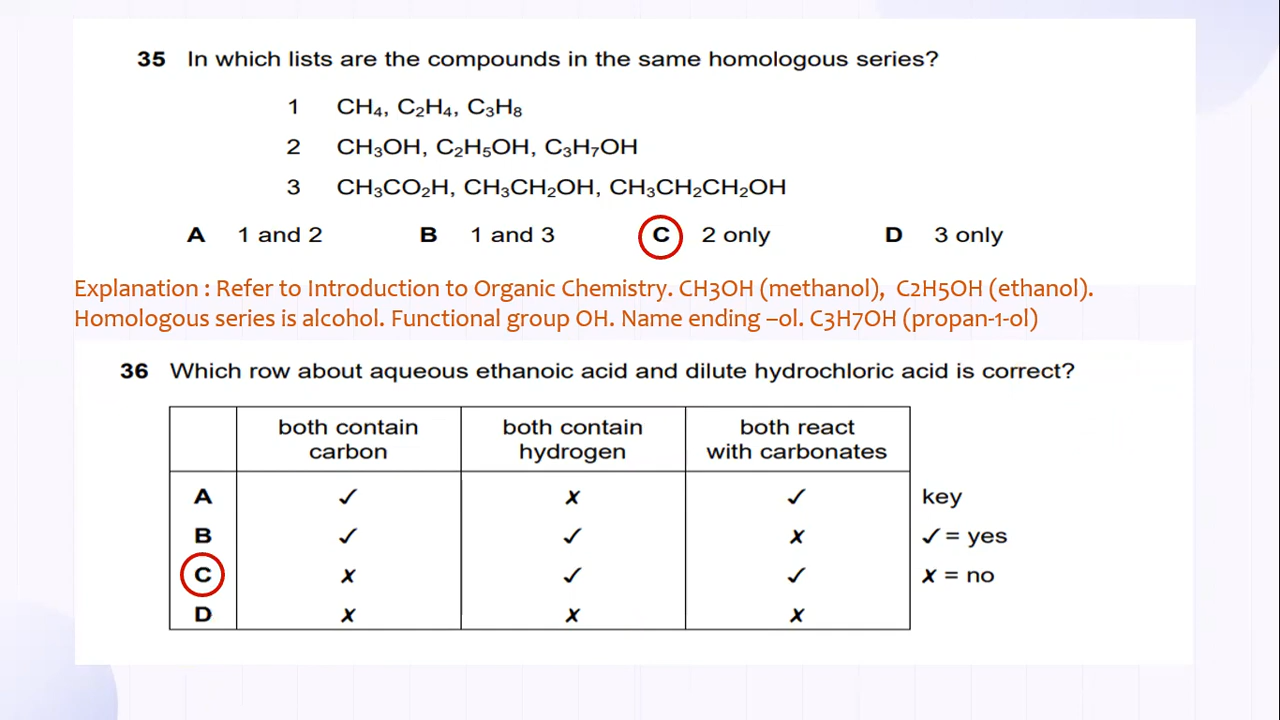 35 In which lists are the compounds in the same homologous series?
1 CH₄, C₂H₄, C₃H₈
2 CH₃OH, C₂H₅OH, C₃H₇OH
3 CH₃CO₂H, CH₃CH₂OH, CH₃CH₂CH₂OH
A 1 and 2 B 1 and 3 C 2 only D 3 only
Explanation : Refer to Introduction to Organic Chemistry. CH3OH (methanol), C2H5OH (ethanol).
Homologous series is alcohol. Functional group OH. Name ending –ol. C3H7OH (propan-1-ol)
36 Which row about aqueous ethanoic acid and dilute hydrochloric acid is correct?
both contain carbon both contain hydrogen both react with carbonates
A ✓ ✗ ✓ key
B ✓ ✓ ✗ ✓ = yes
C ✗ ✓ ✓ ✗ = no
D ✗ ✗ ✗